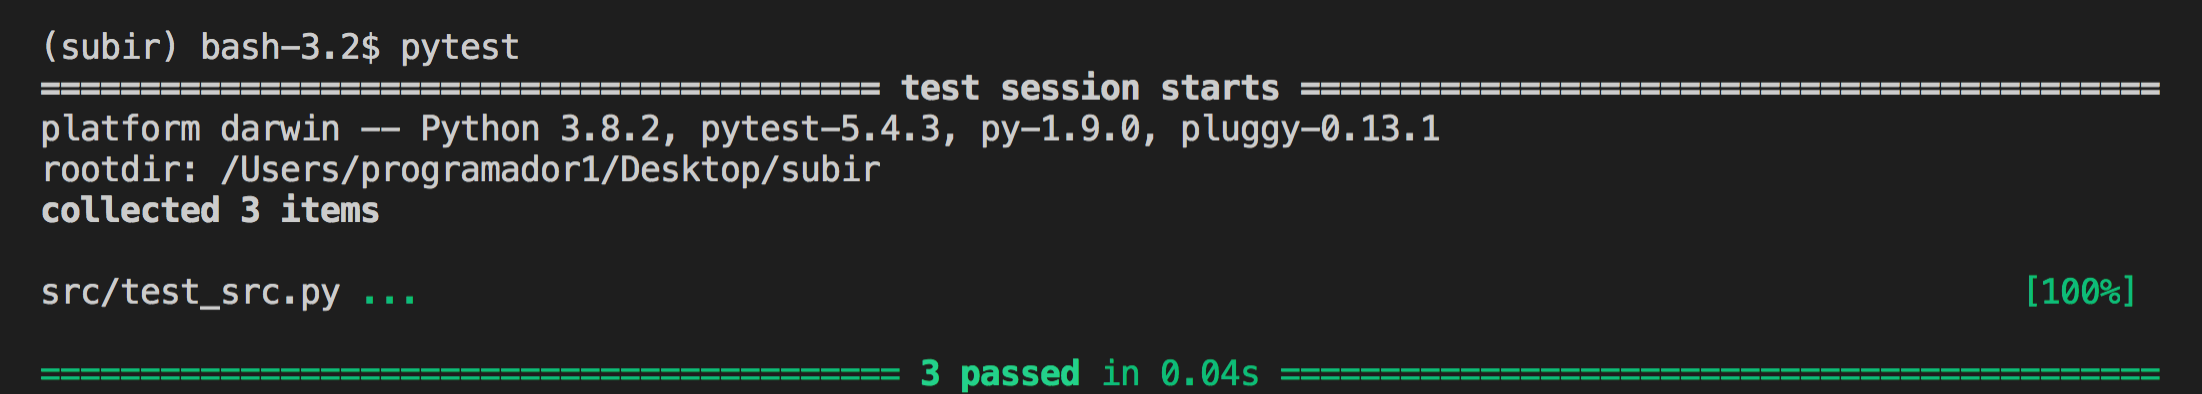 (subir) bash-3.2$ pytest
=========================================== test session starts ===========================================
platform darwin -- Python 3.8.2, pytest-5.4.3, py-1.9.0, pluggy-0.13.1
rootdir: /Users/programador1/Desktop/subir
collected 3 items
src/test_src.py ... [100%]
=========================================== 3 passed in 0.04s ============================================